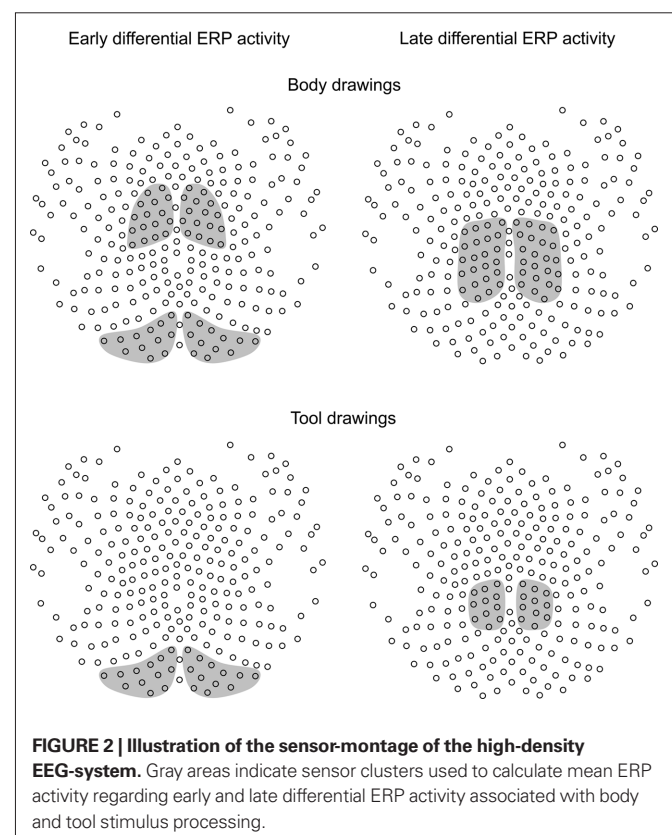 Early differential ERP activity
Late differential ERP activity
Body drawings
Tool drawings
FIGURE 2 | Illustration of the sensor-montage of the high-density
EEG-system. Gray areas indicate sensor clusters used to calculate mean ERP
activity regarding early and late differential ERP activity associated with body
and tool stimulus processing.